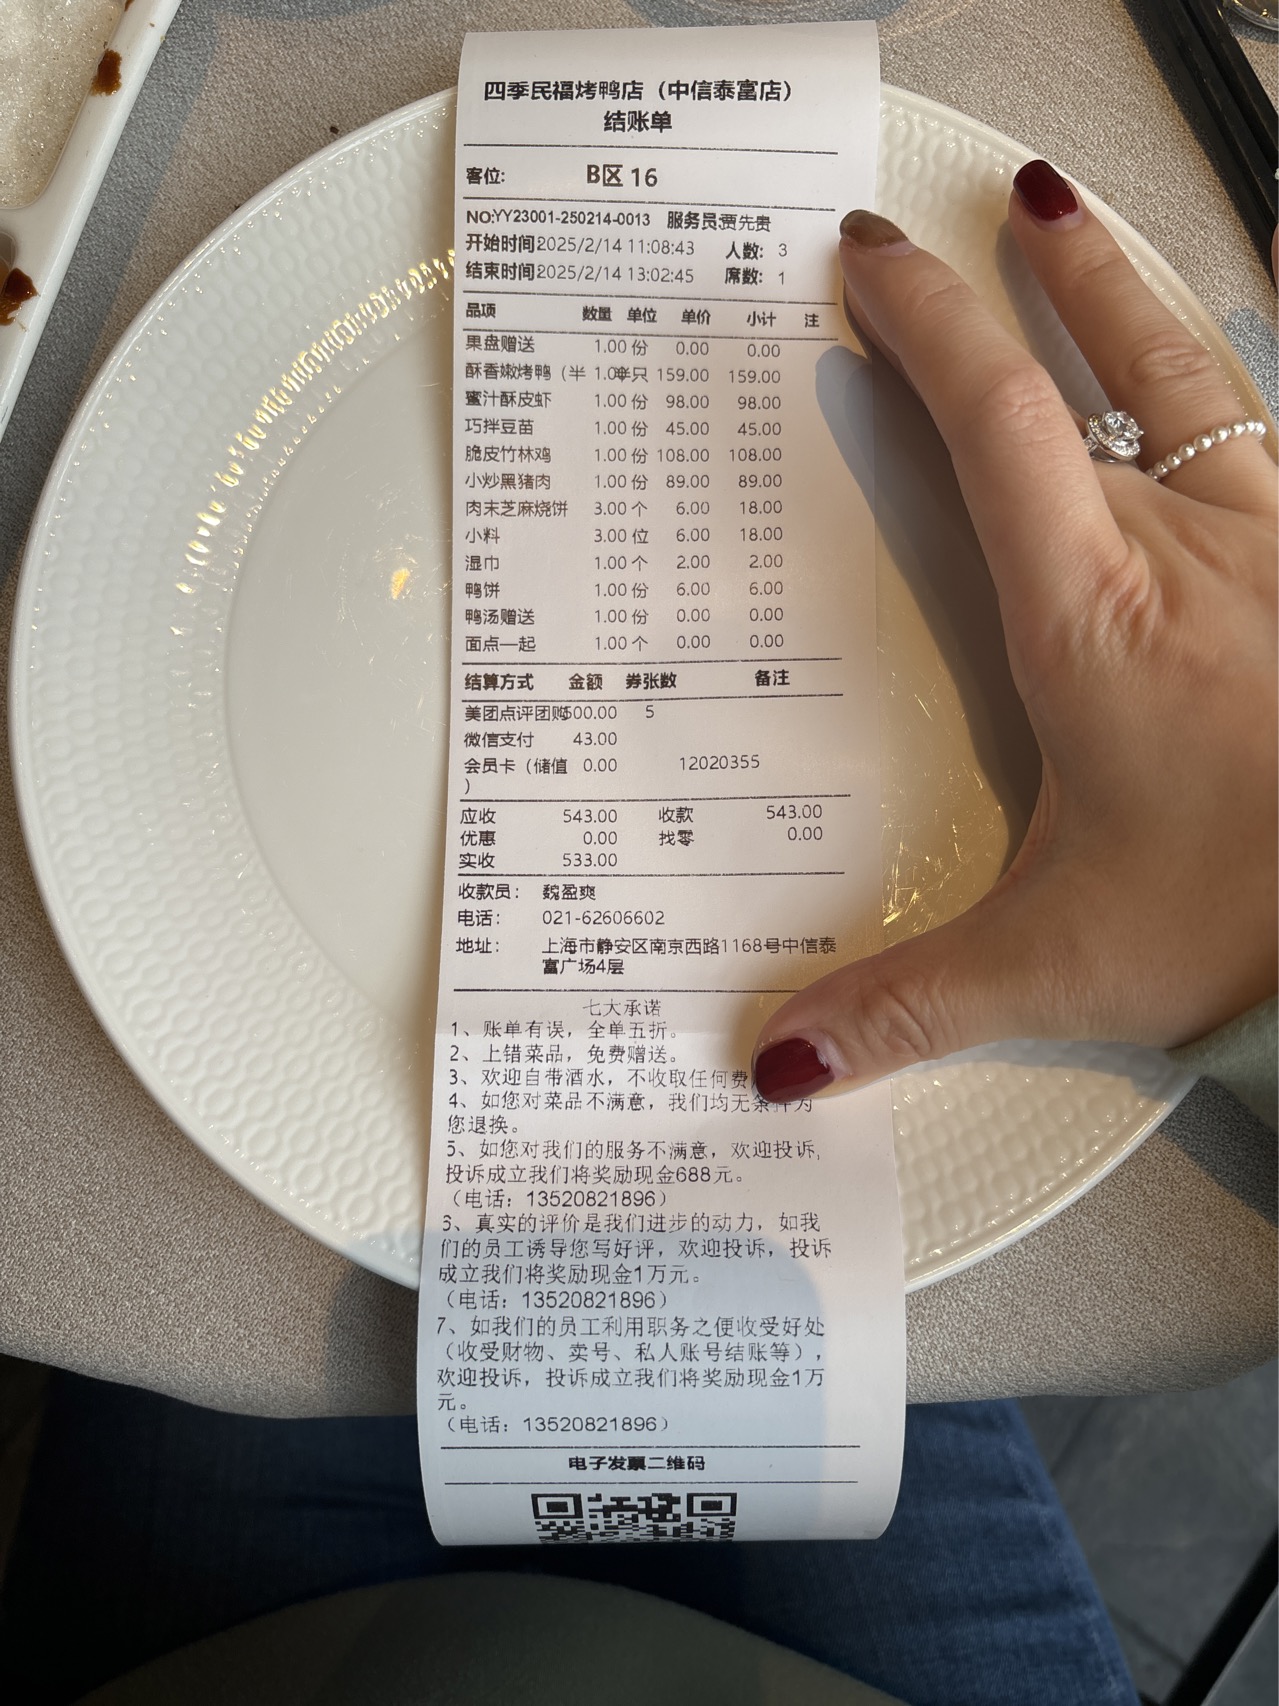 四季民福烤鸭店（中信泰富店）
结账单
客位: B区 16
NO:YY23001-250214-0013 服务员:贾先贵
开始时间2025/2/14 11:08:43 人数: 3
结束时间2025/2/14 13:02:45 席数: 1
品项 数量 单位 单价 小计 注
果盘赠送 1.00 份 0.00 0.00
酥香嫩烤鸭（半 1.00 半只 159.00 159.00
蜜汁酥皮虾 1.00 份 98.00 98.00
巧拌豆苗 1.00 份 45.00 45.00
脆皮竹林鸡 1.00 份 108.00 108.00
小炒黑猪肉 1.00 份 89.00 89.00
肉末芝麻烧饼 3.00 个 6.00 18.00
小料 3.00 位 6.00 18.00
湿巾 1.00 个 2.00 2.00
鸭饼 1.00 份 6.00 6.00
鸭汤赠送 1.00 份 0.00 0.00
面点一起 1.00 个 0.00 0.00
结算方式 金额 券张数 备注
美团点评团购500.00 5
微信支付 43.00
会员卡（储值 0.00 12020355
）
应收 543.00 收款 543.00
优惠 0.00 找零 0.00
实收 533.00
收款员： 魏盈爽
电话： 021-62606602
地址： 上海市静安区南京西路1168号中信泰
富广场4层
七大承诺
1、账单有误，全单五折。
2、上错菜品，免费赠送。
3、欢迎自带酒水，不收取任何费
4、如您对菜品不满意，我们均无条件为
您退换。
5、如您对我们的服务不满意，欢迎投诉，
投诉成立我们将奖励现金688元。
（电话：13520821896）
3、真实的评价是我们进步的动力，如我
们的员工诱导您写好评，欢迎投诉，投诉
成立我们将奖励现金1万元。
（电话：13520821896）
7、如我们的员工利用职务之便收受好处
（收受财物、卖号、私人账号结账等），
欢迎投诉，投诉成立我们将奖励现金1万
元。
（电话：13520821896）
电子发票二维码